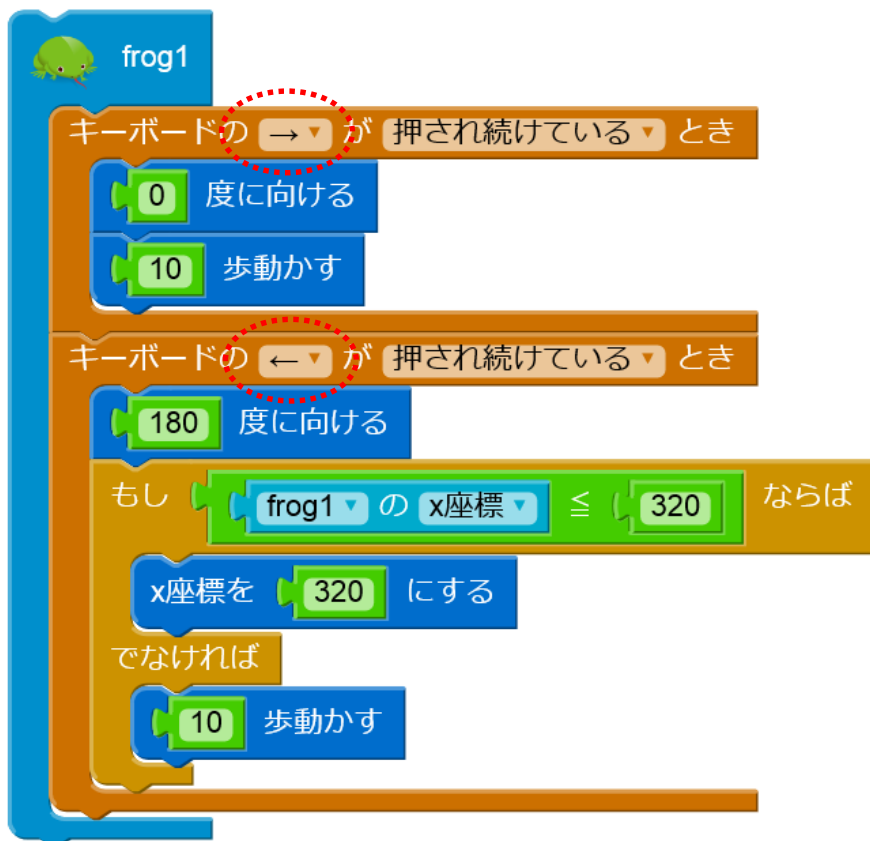 frog1
キーボードの → が 押され続けている とき
0 度に向ける
10 歩動かす
キーボードの ← が 押され続けている とき
180 度に向ける
もし frog1 の x座標 ≦ 320 ならば
x座標を 320 にする
でなければ
10 歩動かす